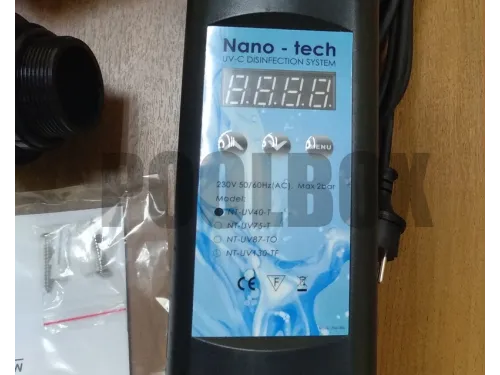 Nano - tech
UV-C DISINFECTION SYSTEM
8.8.8.8
MENU
POOLBOX
230V 50/60Hz(AC), Max 2bar
Model:
NT-UV40-T
NT-UV75-T
NT-UV87-TO
NT-UV130-TF
CE F